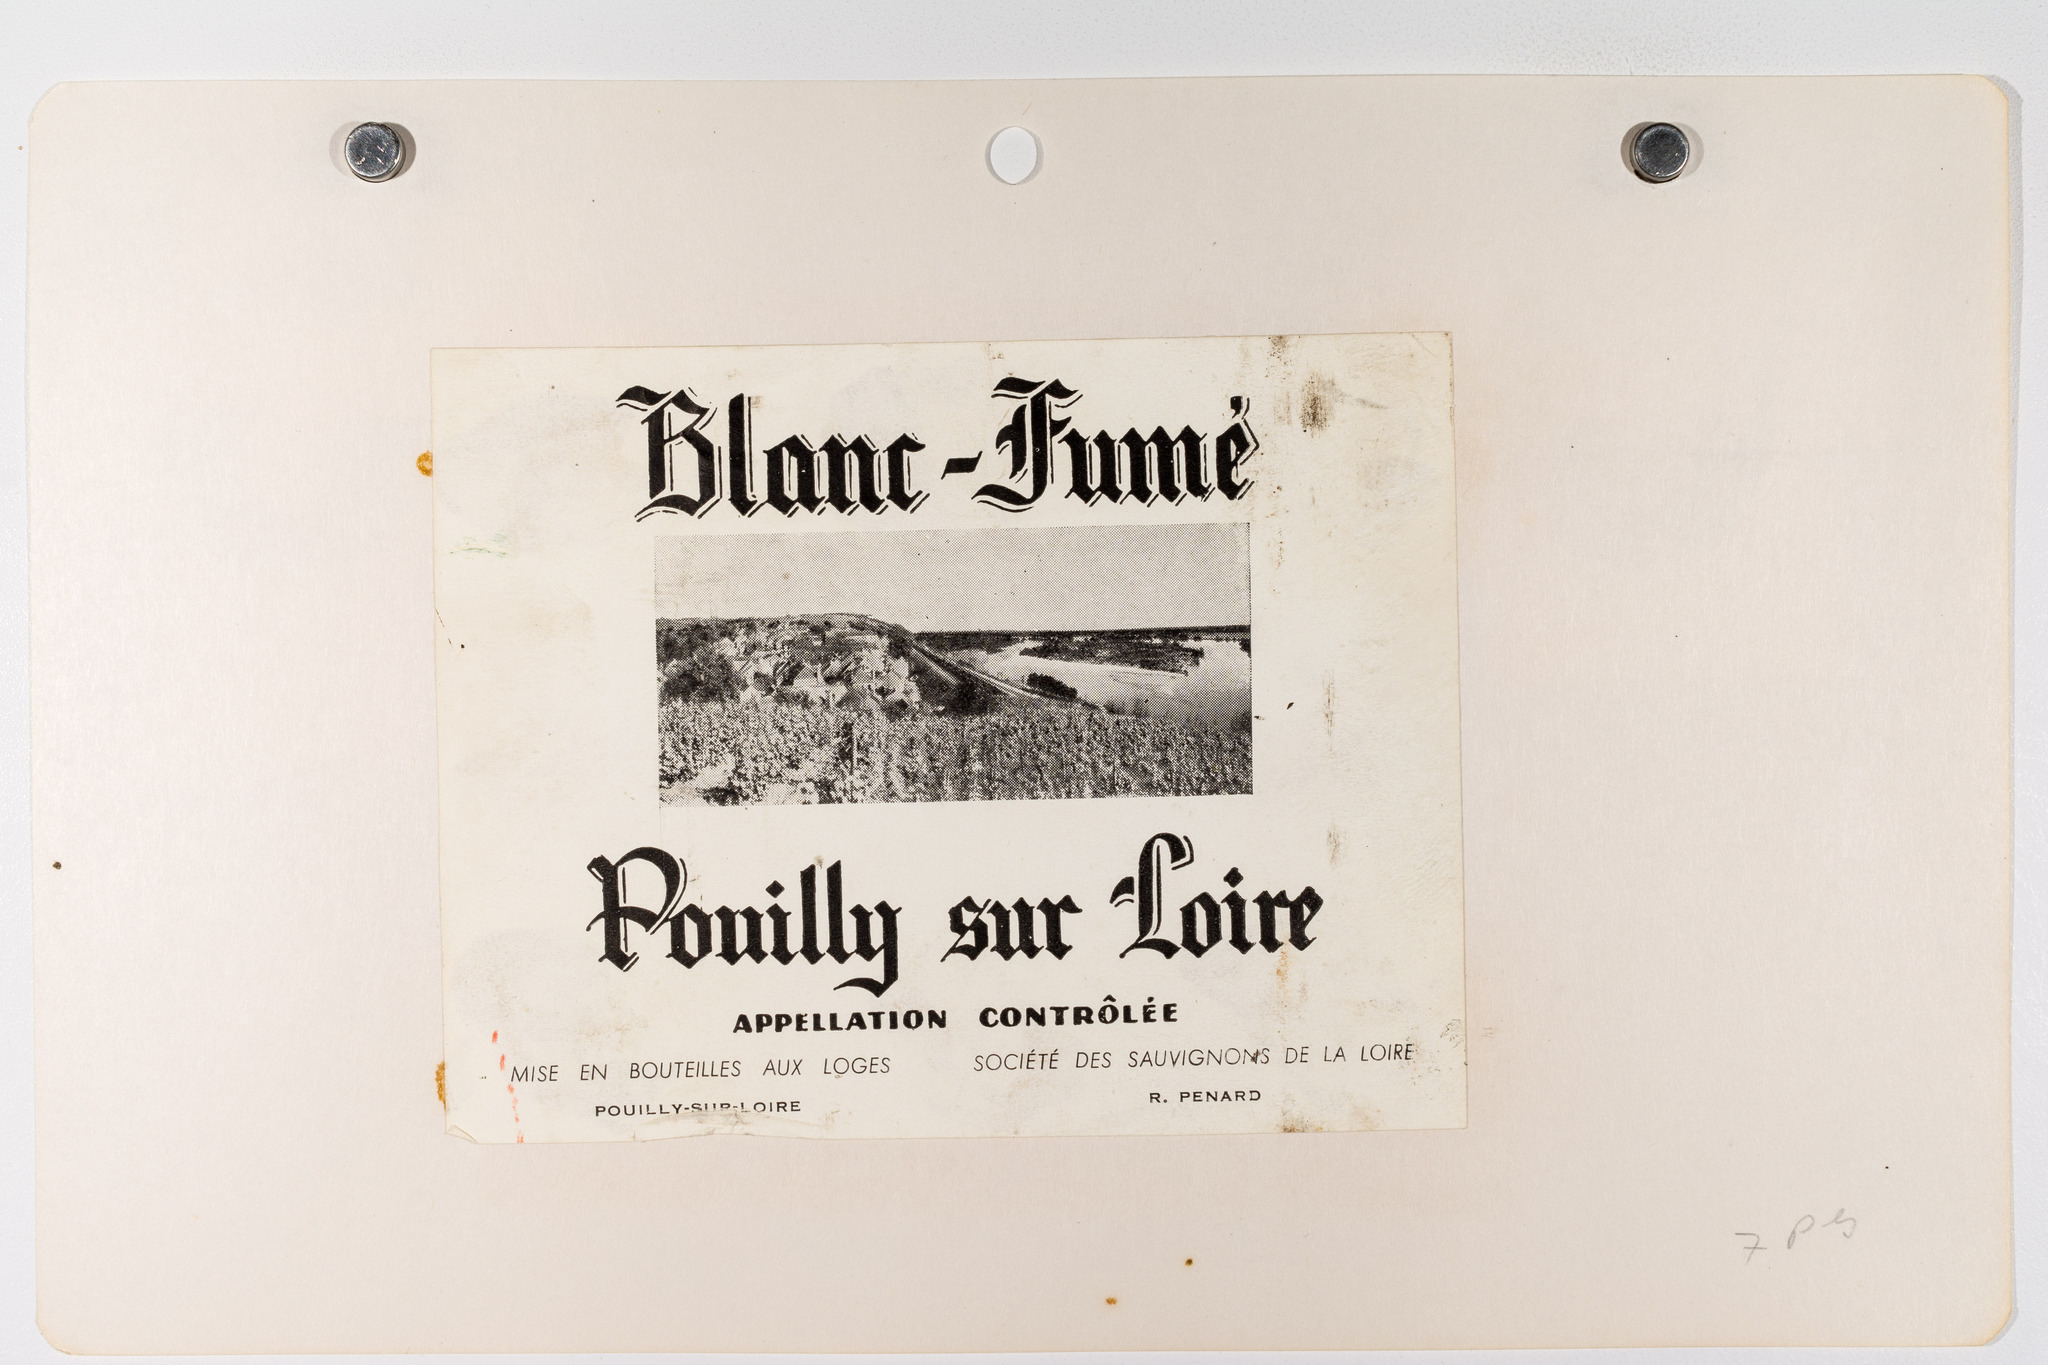 Blanc-Fumé
Pouilly sur Loire
APPELLATION CONTRÔLÉE
MISE EN BOUTEILLES AUX LOGES
POUILLY-SUR-LOIRE
SOCIÉTÉ DES SAUVIGNONS DE LA LOIRE
R. PENARD
7